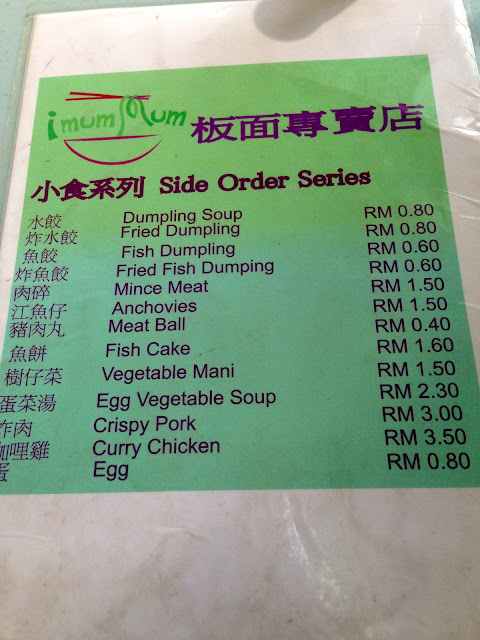 imum Mum 板面專賣店
小食系列 Side Order Series
水餃 Dumpling Soup RM 0.80
炸水餃 Fried Dumpling RM 0.80
魚餃 Fish Dumpling RM 0.60
炸魚餃 Fried Fish Dumping RM 0.60
肉碎 Mince Meat RM 1.50
江魚仔 Anchovies RM 1.50
豬肉丸 Meat Ball RM 0.40
魚餅 Fish Cake RM 1.60
樹仔菜 Vegetable Mani RM 1.50
蛋菜湯 Egg Vegetable Soup RM 2.30
炸肉 Crispy Pork RM 3.00
咖哩雞 Curry Chicken RM 3.50
蛋 Egg RM 0.80